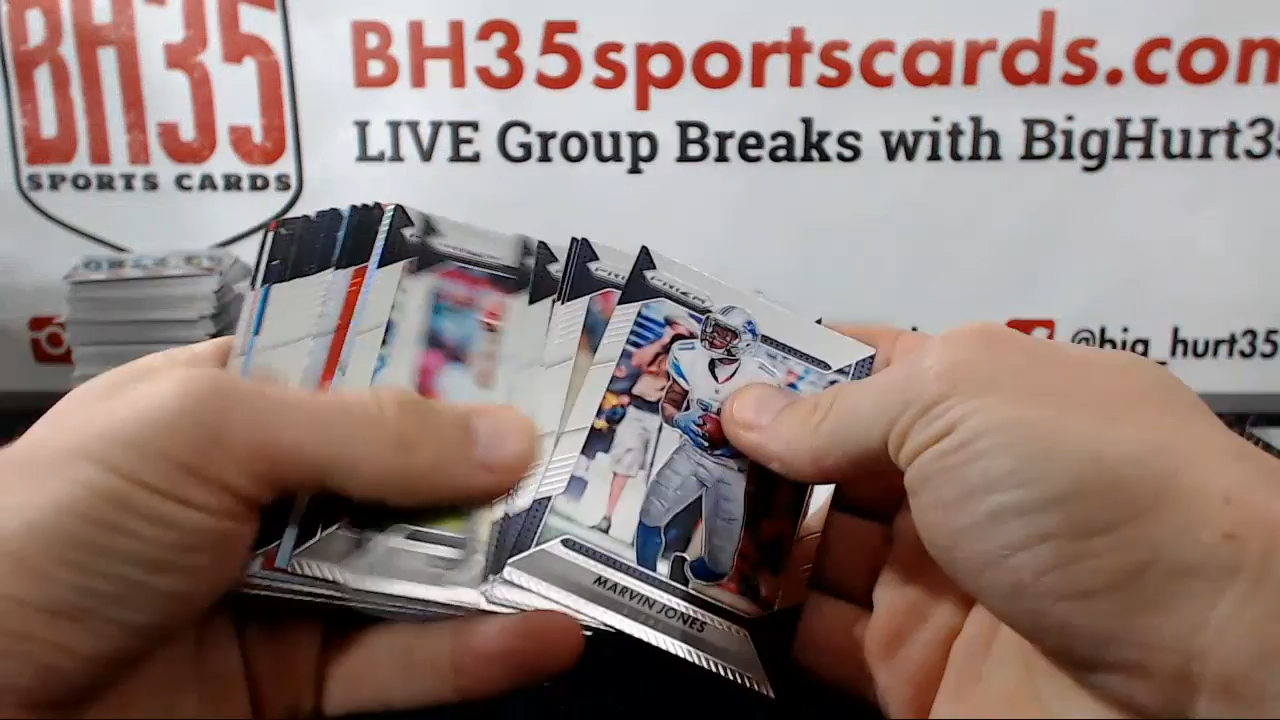 BH35
SPORTS CARDS
BH35sportscards.com
LIVE Group Breaks with BigHurt35
@big_hurt35
PRIZM
MARVIN JONES